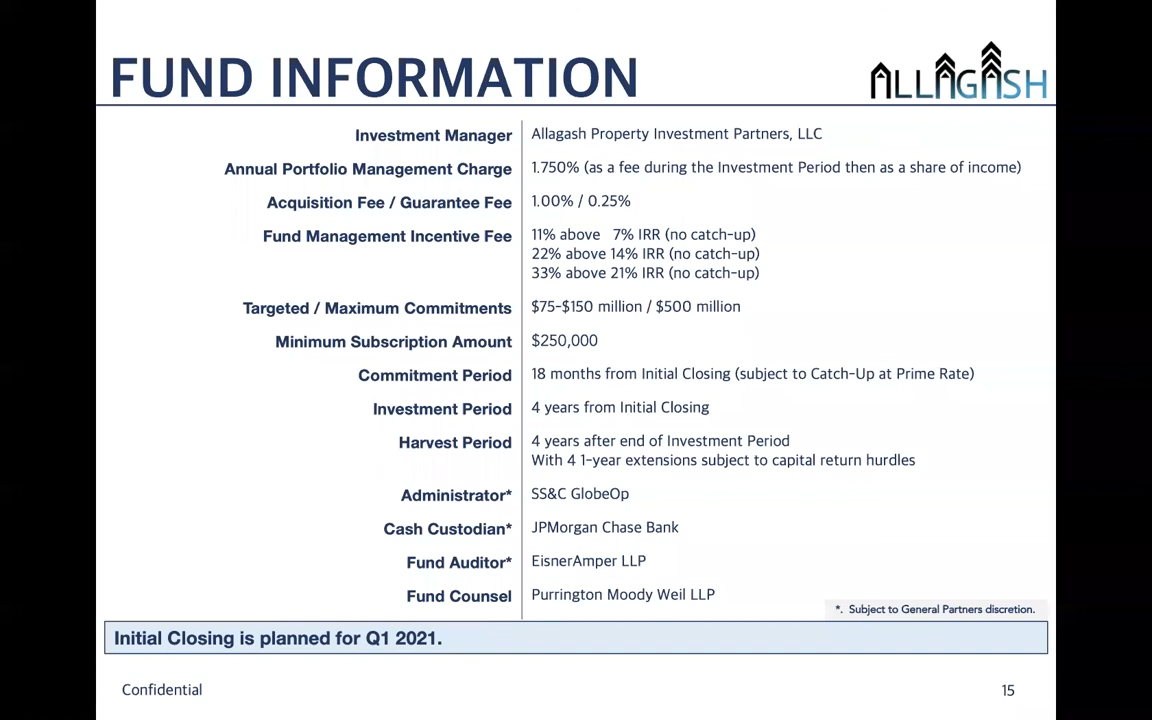 FUND INFORMATION
ALLAGASH
Investment Manager Allagash Property Investment Partners, LLC
Annual Portfolio Management Charge 1.750% (as a fee during the Investment Period then as a share of income)
Acquisition Fee / Guarantee Fee 1.00% / 0.25%
Fund Management Incentive Fee 11% above 7% IRR (no catch-up)
22% above 14% IRR (no catch-up)
33% above 21% IRR (no catch-up)
Targeted / Maximum Commitments $75-$150 million / $500 million
Minimum Subscription Amount $250,000
Commitment Period 18 months from Initial Closing (subject to Catch-Up at Prime Rate)
Investment Period 4 years from Initial Closing
Harvest Period 4 years after end of Investment Period
With 4 1-year extensions subject to capital return hurdles
Administrator* SS&C GlobeOp
Cash Custodian* JPMorgan Chase Bank
Fund Auditor* EisnerAmper LLP
Fund Counsel Purrington Moody Weil LLP
*. Subject to General Partners discretion.
Initial Closing is planned for Q1 2021.
Confidential 15